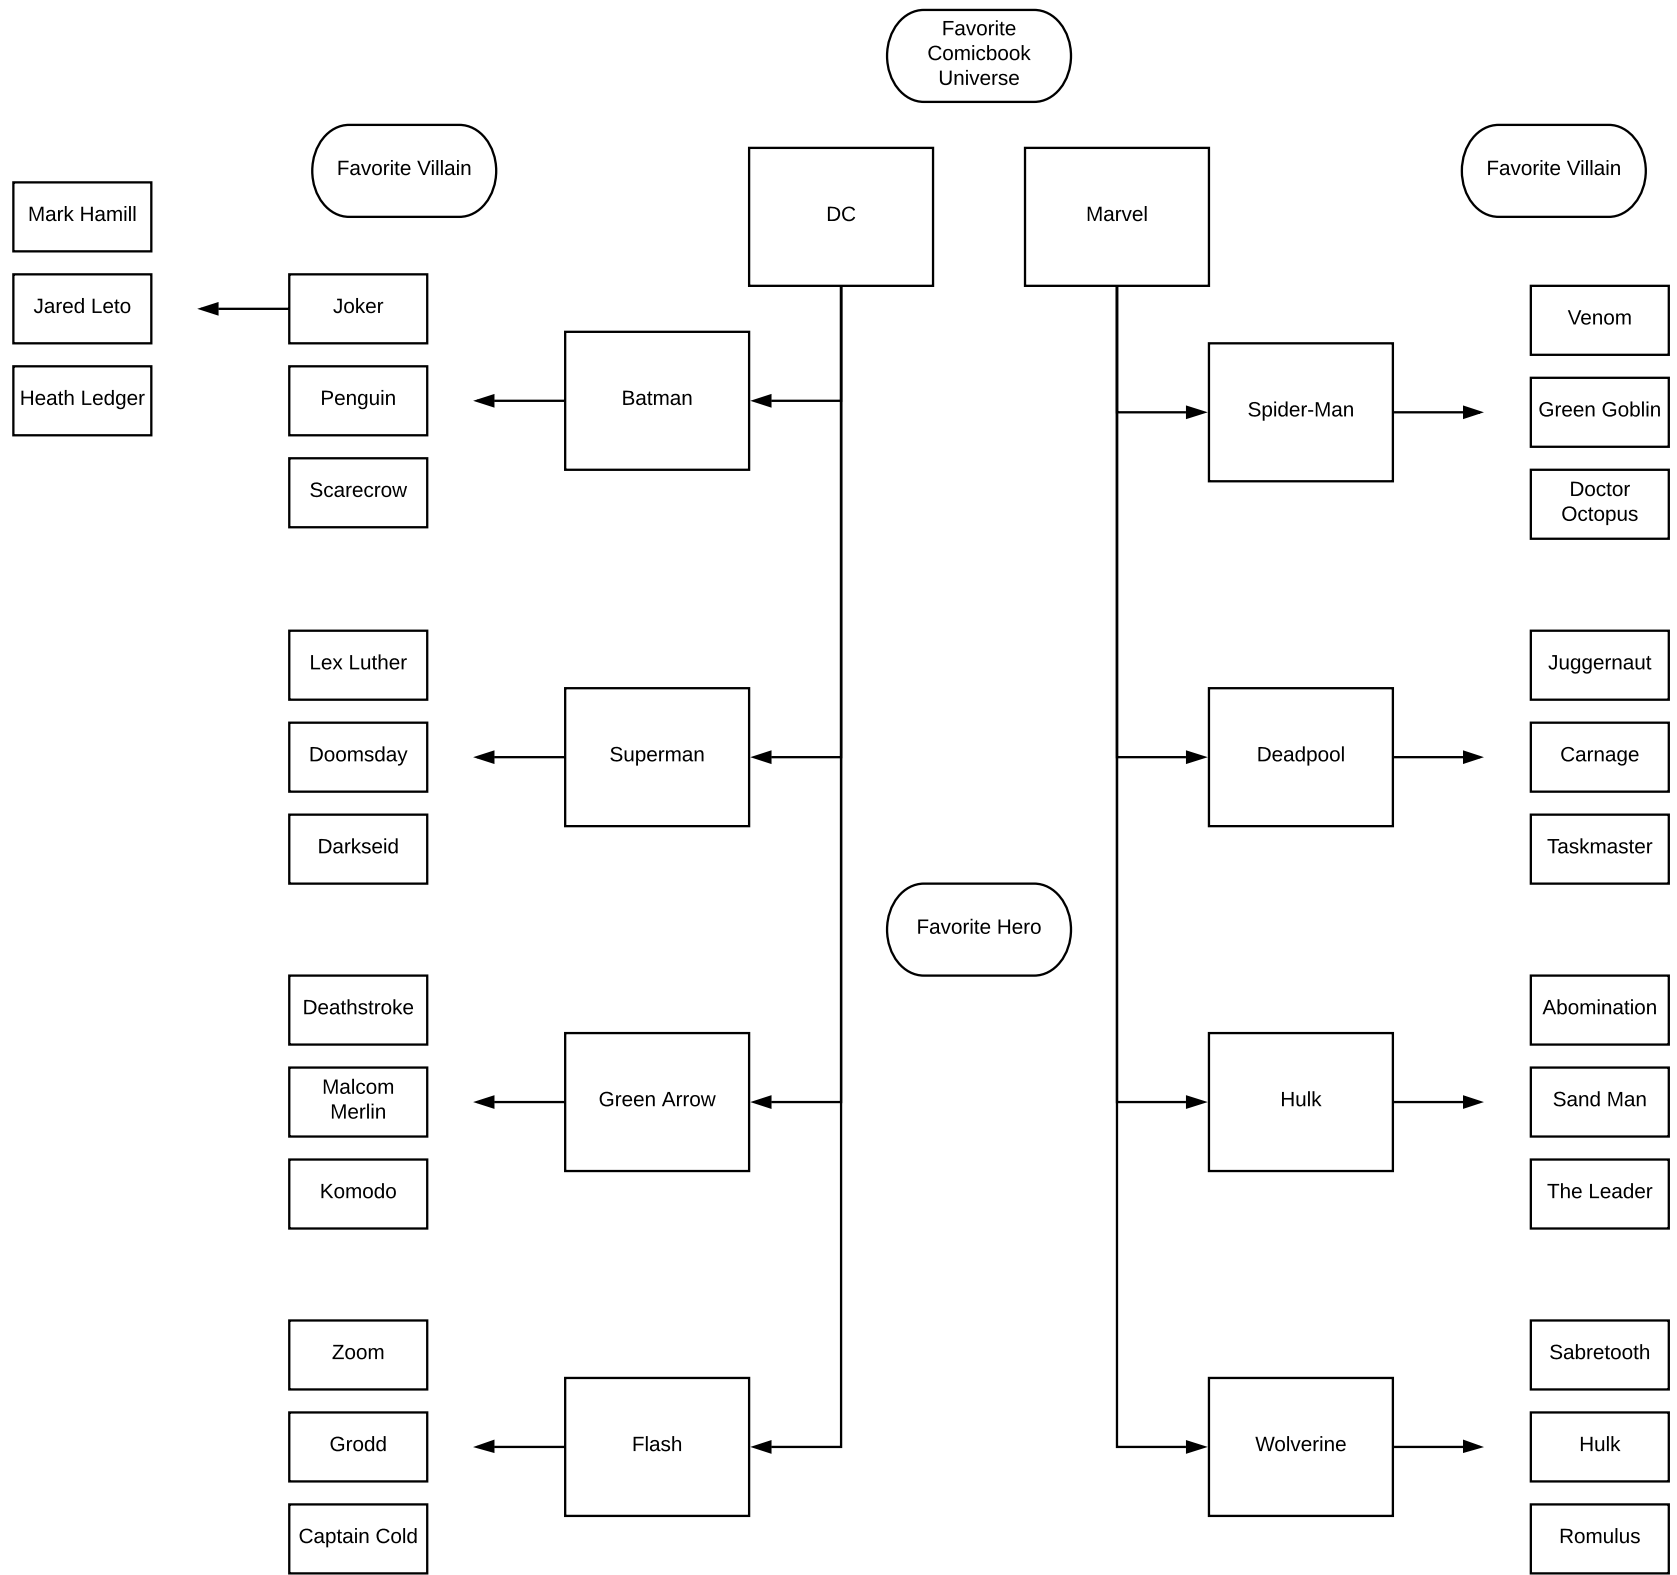 Favorite
Comicbook
Universe
Favorite Villain
DC
Marvel
Favorite Villain
Mark Hamill
Jared Leto
Heath Ledger
Joker
Penguin
Scarecrow
Batman
Spider-Man
Venom
Green Goblin
Doctor
Octopus
Lex Luther
Doomsday
Darkseid
Superman
Deadpool
Juggernaut
Carnage
Taskmaster
Favorite Hero
Deathstroke
Malcom
Merlin
Komodo
Green Arrow
Hulk
Abomination
Sand Man
The Leader
Zoom
Grodd
Captain Cold
Flash
Wolverine
Sabretooth
Hulk
Romulus